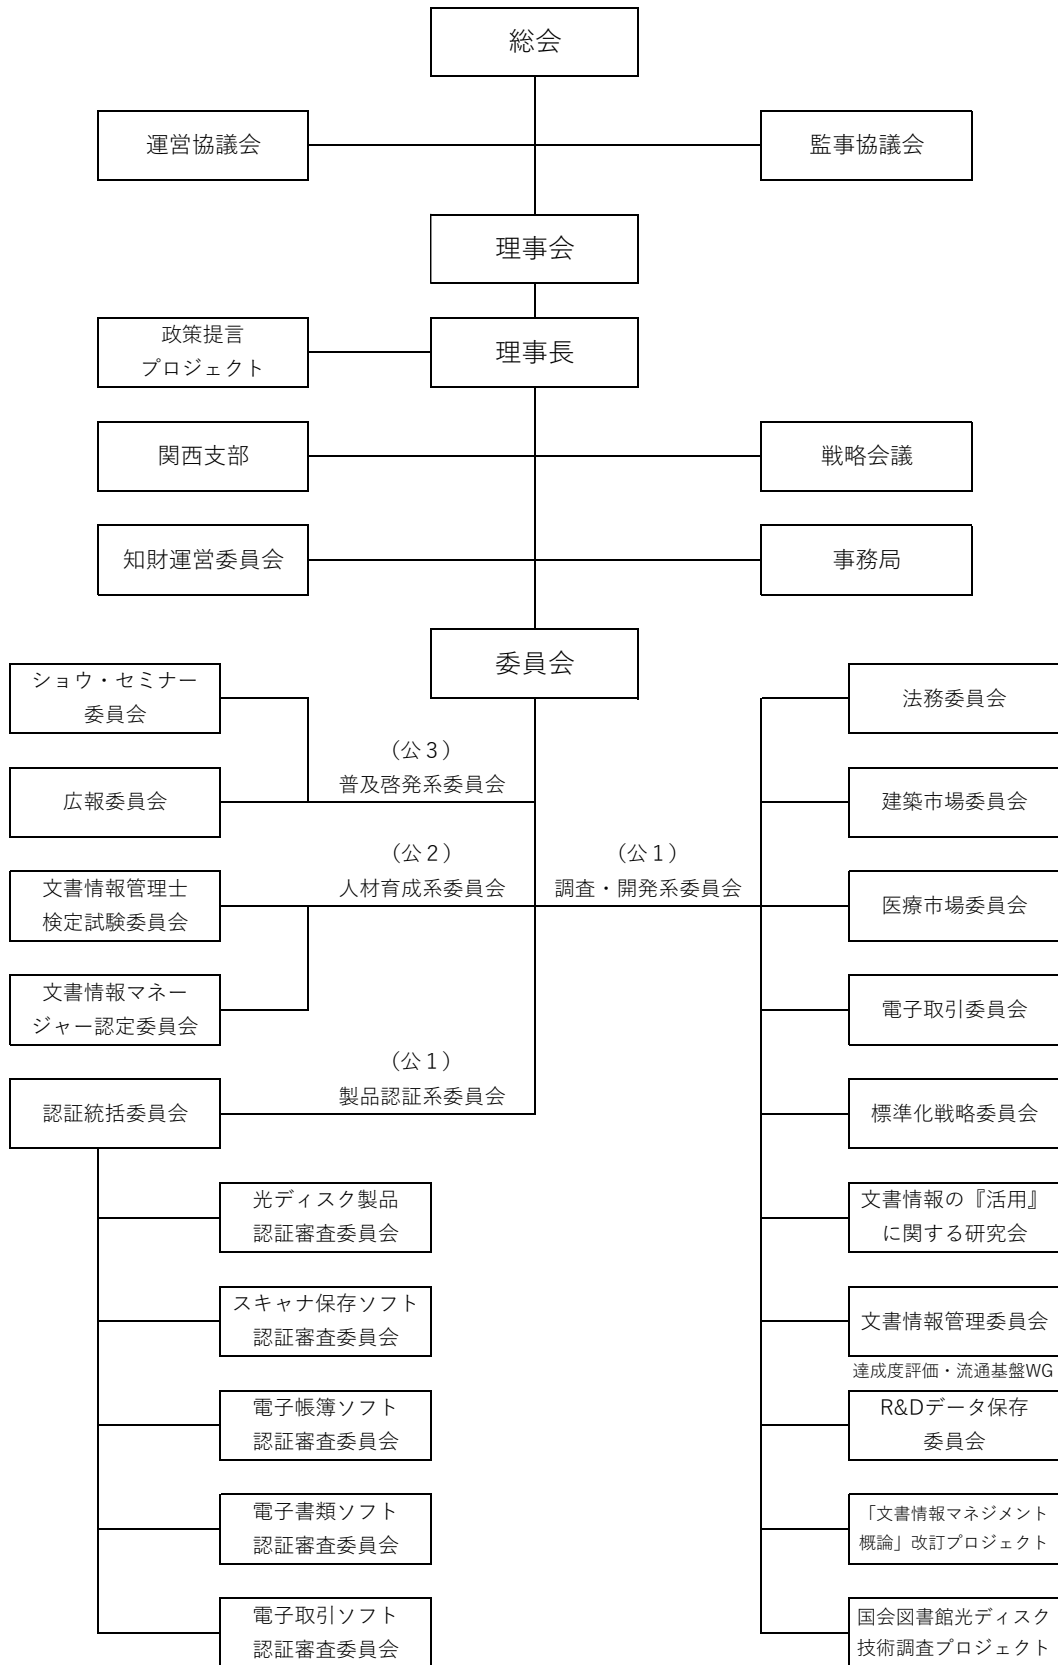 総会
運営協議会
監事協議会
理事会
政策提言
プロジェクト
理事長
関西支部
戦略会議
知財運営委員会
事務局
委員会
ショウ・セミナー
委員会
広報委員会
（公３）
普及啓発系委員会
文書情報管理士
検定試験委員会
文書情報マネー
ジャー認定委員会
（公２）
人材育成系委員会
認証統括委員会
（公１）
製品認証系委員会
光ディスク製品
認証審査委員会
スキャナ保存ソフト
認証審査委員会
電子帳簿ソフト
認証審査委員会
電子書類ソフト
認証審査委員会
電子取引ソフト
認証審査委員会
（公１）
調査・開発系委員会
法務委員会
建築市場委員会
医療市場委員会
電子取引委員会
標準化戦略委員会
文書情報の『活用』
に関する研究会
文書情報管理委員会
達成度評価・流通基盤WG
R&Dデータ保存
委員会
「文書情報マネジメント
概論」改訂プロジェクト
国会図書館光ディスク
技術調査プロジェクト